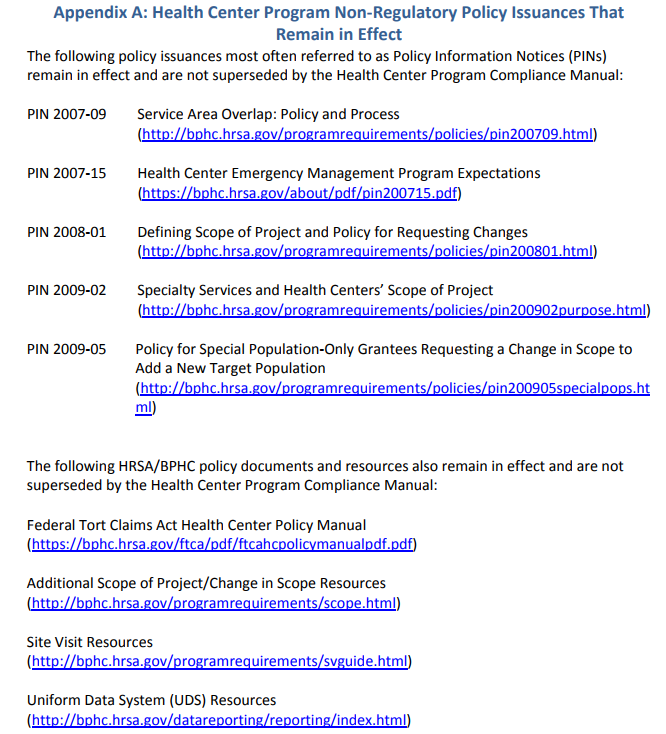 Appendix A: Health Center Program Non-Regulatory Policy Issuances That
Remain in Effect
The following policy issuances most often referred to as Policy Information Notices (PINs)
remain in effect and are not superseded by the Health Center Program Compliance Manual:
PIN 2007-09 Service Area Overlap: Policy and Process
(http://bphc.hrsa.gov/programrequirements/policies/pin200709.html)
PIN 2007-15 Health Center Emergency Management Program Expectations
(https://bphc.hrsa.gov/about/pdf/pin200715.pdf)
PIN 2008-01 Defining Scope of Project and Policy for Requesting Changes
(http://bphc.hrsa.gov/programrequirements/policies/pin200801.html)
PIN 2009-02 Specialty Services and Health Centers’ Scope of Project
(http://bphc.hrsa.gov/programrequirements/policies/pin200902purpose.html)
PIN 2009-05 Policy for Special Population-Only Grantees Requesting a Change in Scope to
Add a New Target Population
(http://bphc.hrsa.gov/programrequirements/policies/pin200905specialpops.ht
ml)
The following HRSA/BPHC policy documents and resources also remain in effect and are not
superseded by the Health Center Program Compliance Manual:
Federal Tort Claims Act Health Center Policy Manual
(https://bphc.hrsa.gov/ftca/pdf/ftcahcpolicymanualpdf.pdf)
Additional Scope of Project/Change in Scope Resources
(http://bphc.hrsa.gov/programrequirements/scope.html)
Site Visit Resources
(http://bphc.hrsa.gov/programrequirements/svguide.html)
Uniform Data System (UDS) Resources
(http://bphc.hrsa.gov/datareporting/reporting/index.html)